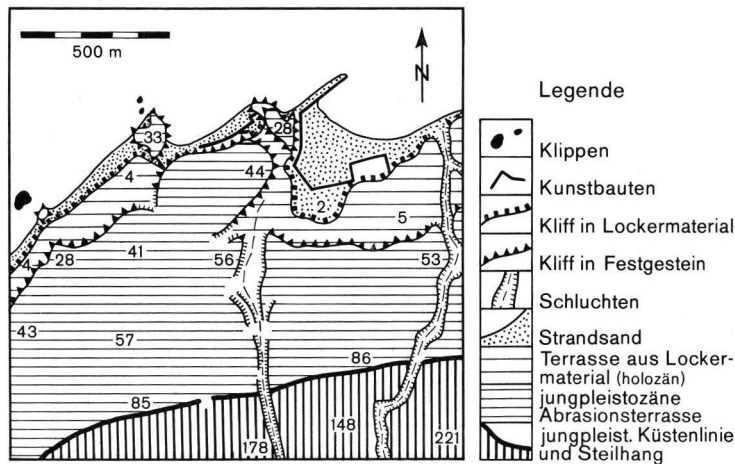 500 m
N
33
28
4
44
2
5
41
4
28
56
53
43
57
86
85
148
178
221
Legende
Klippen
Kunstbauten
Kliff in Lockermaterial
Kliff in Festgestein
Schluchten
Strandsand
Terrasse aus Locker-
material (holozän)
jungpleistozäne
Abrasionsterrasse
jungpleist. Küstenlinie
und Steilhang